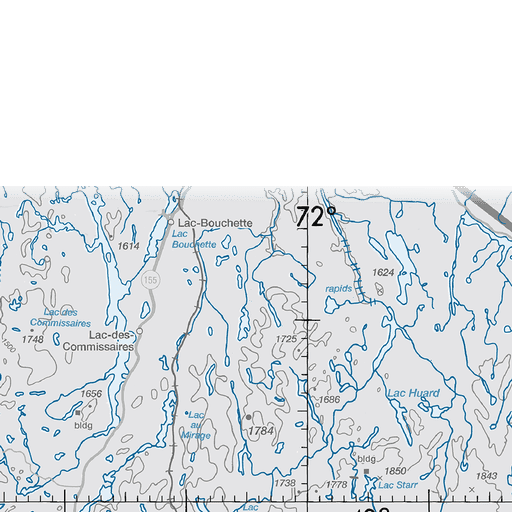 72°
Lac-Bouchette
Lac
Bouchette
1614
1624
155
rapids
Lac des
Commissaires
Lac-des-
Commissaires
1748
1500
1725
1656
bldg
1686
Lac Huard
Lac
au
Mirage
1784
bldg
1850
1843
1738
1778
Lac Starr
Lac